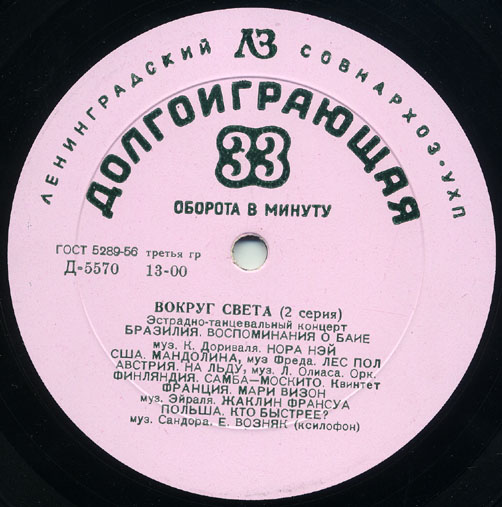 ЛЕНИНГРАДСКИЙ ЛЗ СОВНАРХОЗ·УХП
ДОЛГОИГРАЮЩАЯ
33
ОБОРОТА В МИНУТУ
ГОСТ 5289-56 третья гр
Д-5570 13-00
ВОКРУГ СВЕТА (2 серия)
Эстрадно-танцевальный концерт
БРАЗИЛИЯ. ВОСПОМИНАНИЯ О БАИЕ
муз. К. Доривала. НОРА НЭЙ
США. МАНДОЛИНА, муз Фреда. ЛЕС ПОЛ
АВСТРИЯ. НА ЛЬДУ, муз. Л. Олиаса. Орк.
ФИНЛЯНДИЯ. САМБА—МОСКИТО. Квинтет
ФРАНЦИЯ. МАРИ ВИЗОН
муз. Эйраля. ЖАКЛИН ФРАНСУА
ПОЛЬША. КТО БЫСТРЕЕ?
муз. Сандора. Е. ВОЗНЯК (ксилофон)